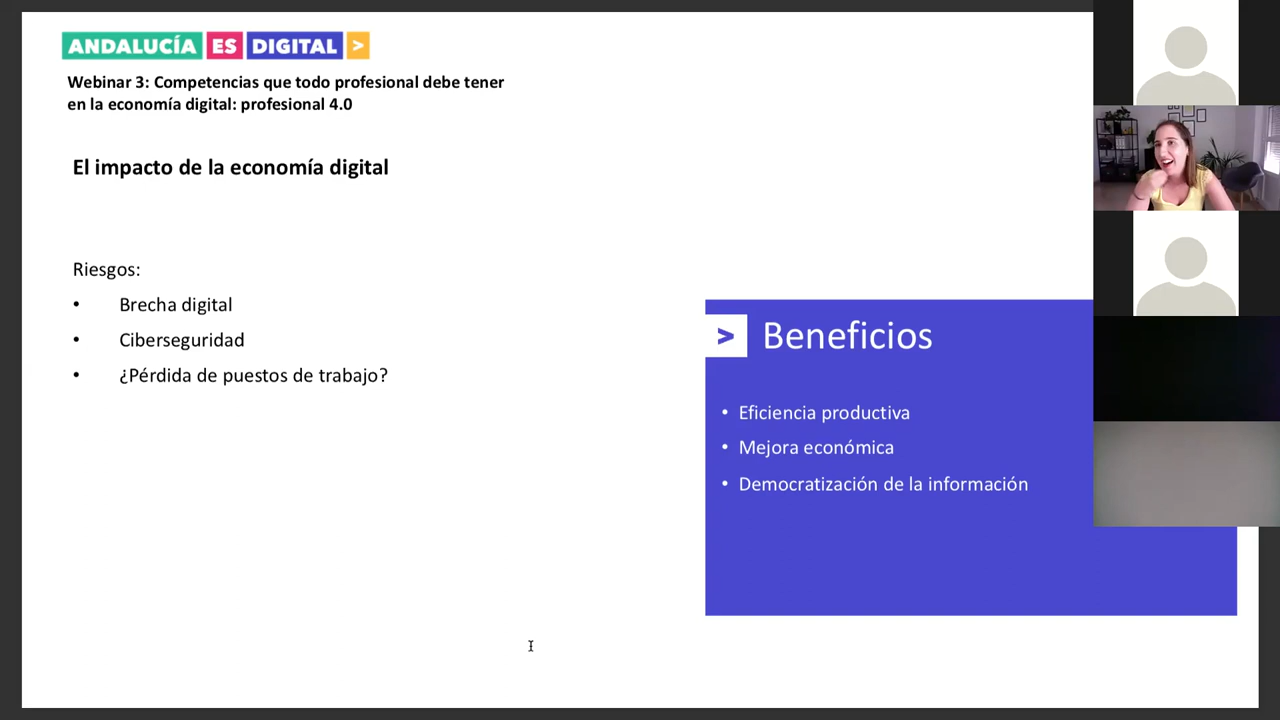 ANDALUCÍA ES DIGITAL >
Webinar 3: Competencias que todo profesional debe tener
en la economía digital: profesional 4.0
El impacto de la economía digital
Riesgos:
• Brecha digital
• Ciberseguridad
• ¿Pérdida de puestos de trabajo?
> Beneficios
• Eficiencia productiva
• Mejora económica
• Democratización de la información